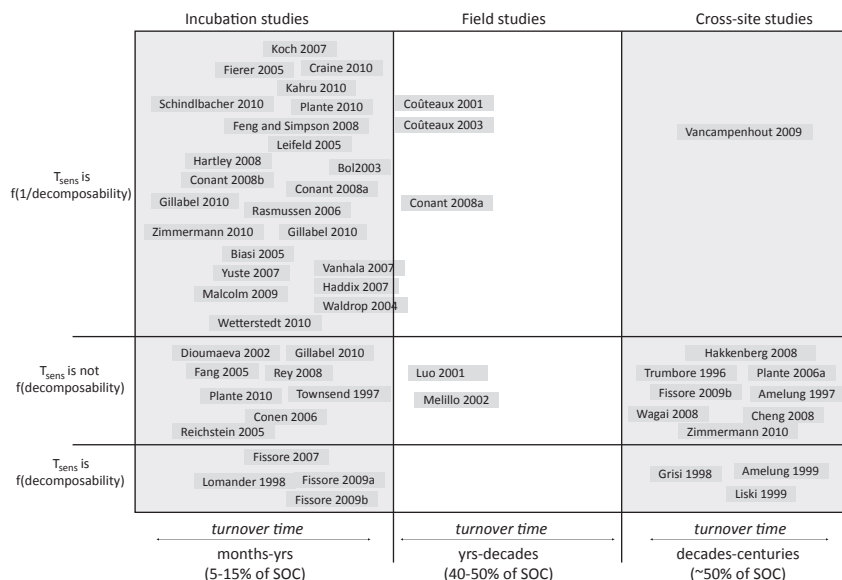 Incubation studies Field studies Cross-site studies
Koch 2007
Fierer 2005 Craine 2010
Kahru 2010
Schindlbacher 2010 Plante 2010 Coûteaux 2001
Feng and Simpson 2008 Coûteaux 2003
Vancampenhout 2009
Leifeld 2005
Hartley 2008 Bol2003
Tsens is
f(1/decomposability)
Conant 2008b Conant 2008a
Gillabel 2010 Rasmussen 2006 Conant 2008a
Zimmermann 2010 Gillabel 2010
Biasi 2005
Yuste 2007 Vanhala 2007
Haddix 2007
Malcolm 2009 Waldrop 2004
Wetterstedt 2010
Tsens is not
f(decomposability)
Dioumaeva 2002 Gillabel 2010 Hakkenberg 2008
Fang 2005 Rey 2008 Luo 2001 Trumbore 1996 Plante 2006a
Plante 2010 Townsend 1997 Melillo 2002 Fissore 2009b Amelung 1997
Conen 2006 Wagai 2008 Cheng 2008
Reichstein 2005 Zimmermann 2010
Tsens is
f(decomposability)
Fissore 2007
Lomander 1998 Fissore 2009a Grisi 1998 Amelung 1999
Fissore 2009b Liski 1999
turnover time turnover time turnover time
months-yrs yrs-decades decades-centuries
(5-15% of SOC) (40-50% of SOC) (~50% of SOC)